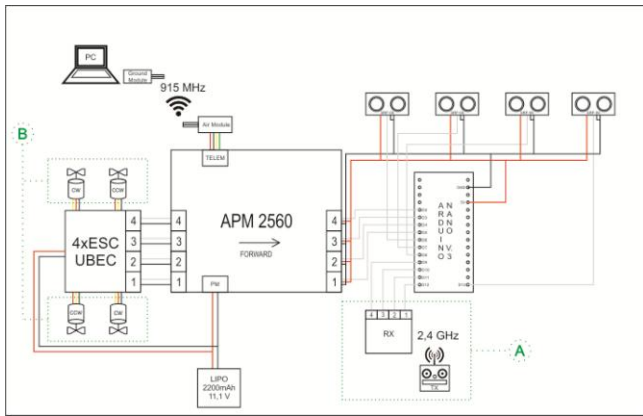 PC
Ground
Module
915 MHz
Air Module
TELEM
B
CW
CCW
4xESC
UBEC
4
3
2
1
4
3
2
1
APM 2560
FORWARD
4
3
2
1
PM
CCW
CW
LIPO
2200mAh
11,1 V
ARDUINO
NANO V.3
4 3 2 1
RX
2,4 GHz
TX
A